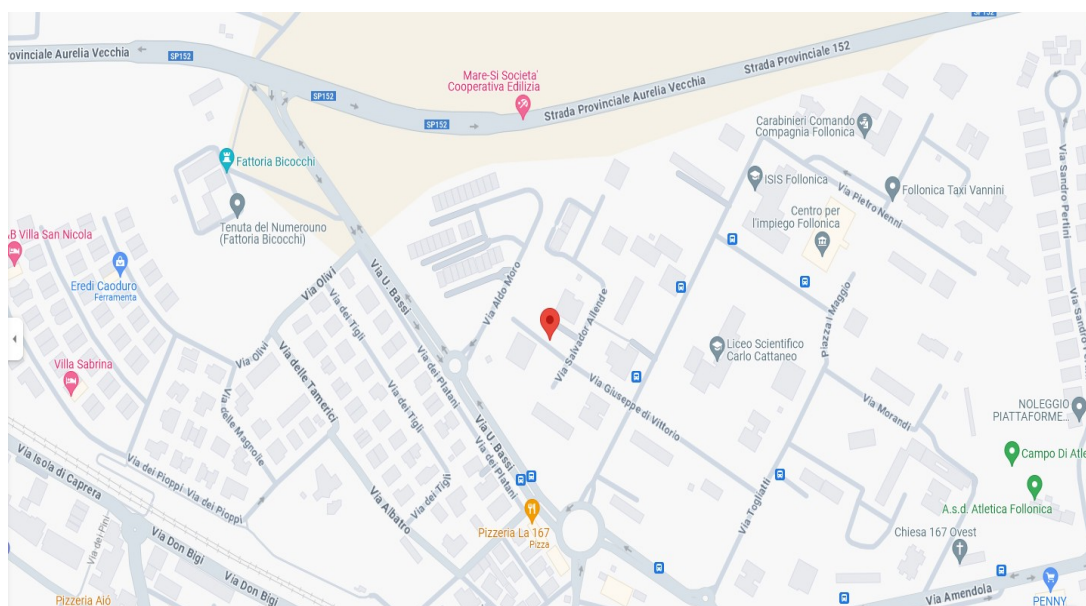 SP152
rovinciale Aurelia Vecchia
SP152
Mare-Si Societa'
Cooperativa Edilizia
Strada Provinciale 152
SP152
Strada Provinciale Aurelia Vecchia
SP152
Carabinieri Comando
Compagnia Follonica
Fattoria Bicocchi
ISIS Follonica
Via Pietro Nenni
Follonica Taxi Vannini
Via Sandro Pertini
Tenuta del Numerouno
(Fattoria Bicocchi)
Centro per
l'impiego Follonica
B Villa San Nicola
Eredi Caoduro
Ferramenta
Via Olivi
Via U. Bassi
Via Aldo Moro
Via Salvador Allende
Piazza I Maggio
Via Sandro
Via dei Tigli
Via Olivi
Via delle Tamerici
Via dei Platani
Liceo Scientifico
Carlo Cattaneo
Villa Sabrina
Via delle Magnolie
Via dei Tigli
Via Giuseppe di Vittorio
Via Morandi
NOLEGGIO
PIATTAFORME...
Via Isola di Caprera
Via dei Pioppi
Via dei Pioppi
Via dei Tigli
Via U. Bassi
Via dei Platani
Campo Di Atle
A.s.d. Atletica Follonica
Via Albatro
Via Togliatti
Via dei Pini
Via Don Bigi
Pizzeria La 167
Pizza
Chiesa 167 Ovest
Via Don Bigi
Via Amendola
Pizzeria Aiò
PENNY